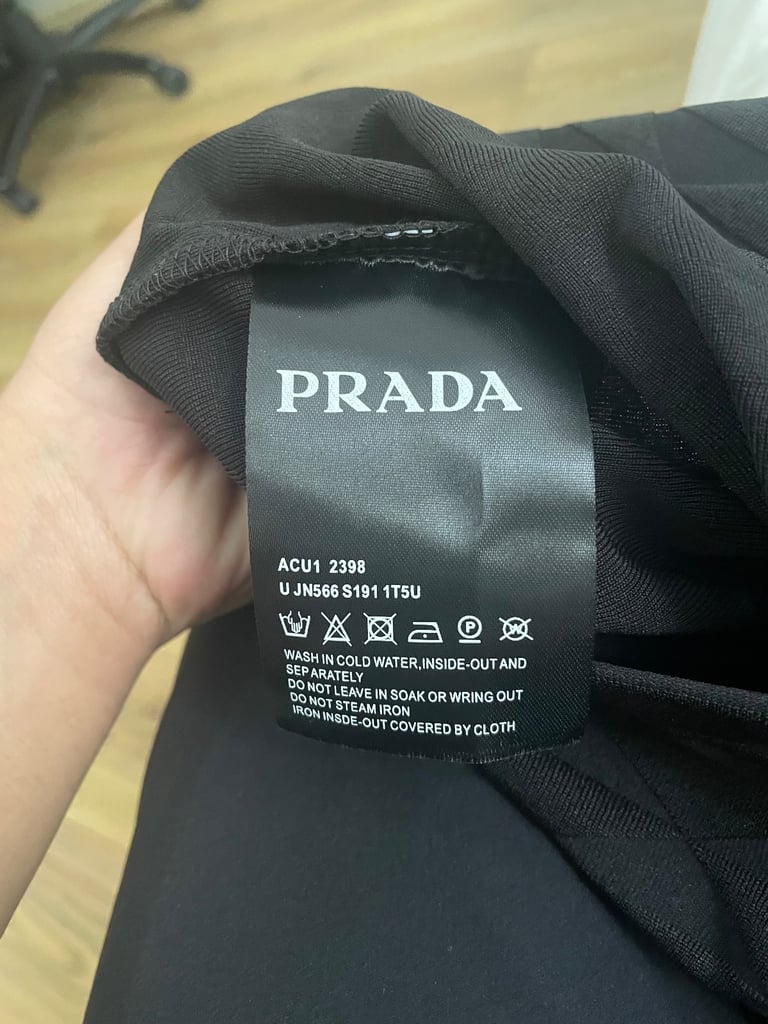 PRADA
ACU1 2398
U JN566 S191 1T5U
WASH IN COLD WATER,INSIDE-OUT AND
SEP ARATELY
DO NOT LEAVE IN SOAK OR WRING OUT
DO NOT STEAM IRON
IRON INSDE-OUT COVERED BY CLOTH